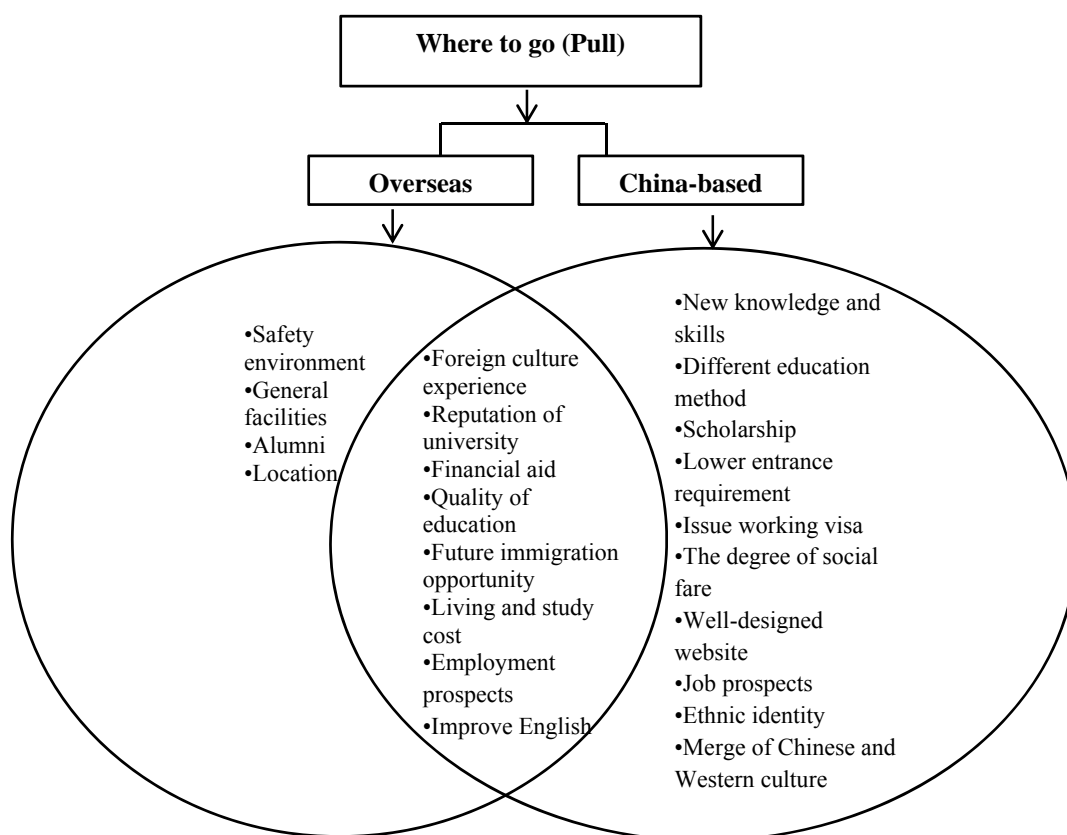 Where to go (Pull)
Overseas
China-based
•Safety
environment
•General
facilities
•Alumni
•Location
•Foreign culture
experience
•Reputation of
university
•Financial aid
•Quality of
education
•Future immigration
opportunity
•Living and study
cost
•Employment
prospects
•Improve English
•New knowledge and
skills
•Different education
method
•Scholarship
•Lower entrance
requirement
•Issue working visa
•The degree of social
fare
•Well-designed
website
•Job prospects
•Ethnic identity
•Merge of Chinese and
Western culture